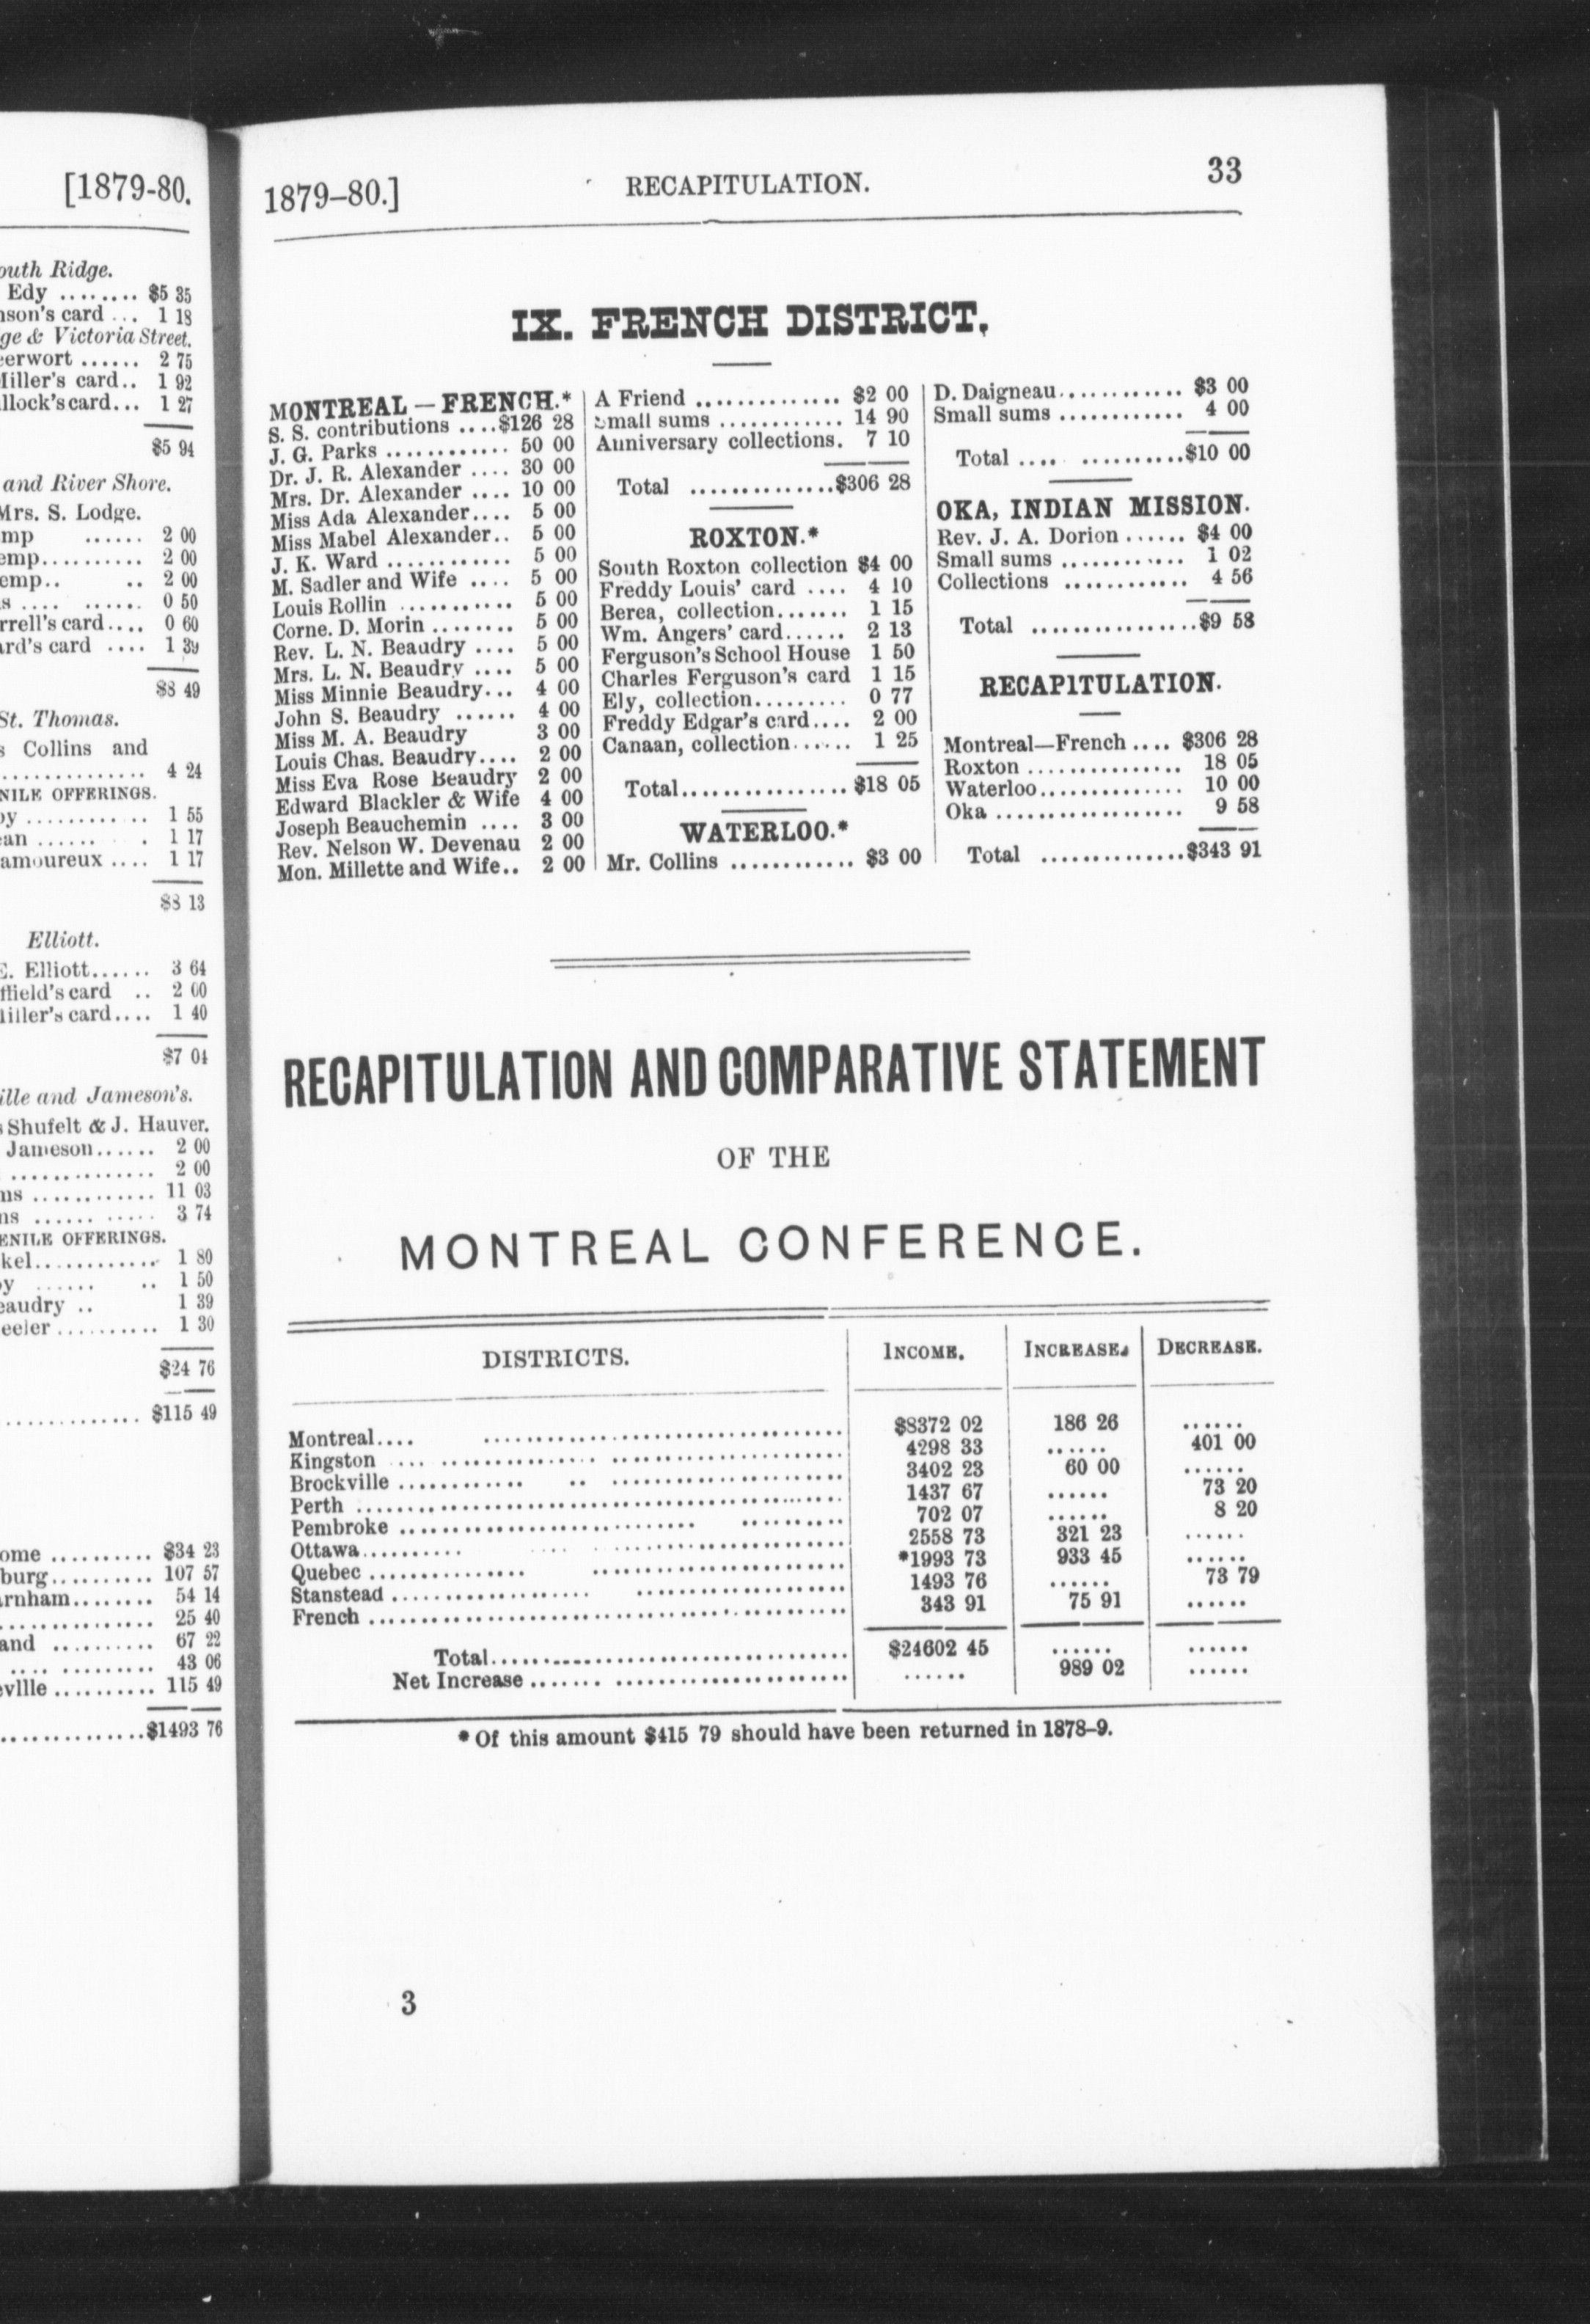 [1879-80.
outh Ridge.
Edy ........ $5 35
nson's card ... 1 18
ge & Victoria Street.
erwort ...... 2 75
Miller's card.. 1 92
llock's card... 1 27
$5 94
and River Shore.
Mrs. S. Lodge.
mp ...... 2 00
emp.......... 2 00
emp.. .. 2 00
s .... ...... 0 50
rrell's card.... 0 60
ard's card .... 1 39
$8 49
St. Thomas.
s Collins and
.............. 4 24
NILE OFFERINGS.
oy ........... 1 55
ean ...... . 1 17
amoureux .... 1 17
$8 13
Elliott.
E. Elliott...... 3 64
ffield's card .. 2 00
Miller's card.... 1 40
$7 04
ille and Jameson's.
s Shufelt & J. Hauver.
Jameson...... 2 00
.............. 2 00
ns ............ 11 03
ns ...... ..... 3 74
ENILE OFFERINGS.
kel............ 1 80
oy ...... .. 1 50
eaudry .. 1 39
eeler .......... 1 30
$24 76
............. $115 49
ome .......... $34 23
burg.......... 107 57
arnham........ 54 14
.............. 25 40
and .......... 67 22
.... ......... 43 06
eville .......... 115 49
..............$1493 76
1879–80.] RECAPITULATION. 33
IX. FRENCH DISTRICT.
MONTREAL — FRENCH.*
S. S. contributions ....$126 28
J. G. Parks ............ 50 00
Dr. J. R. Alexander .... 30 00
Mrs. Dr. Alexander .... 10 00
Miss Ada Alexander.... 5 00
Miss Mabel Alexander.. 5 00
J. K. Ward ............ 5 00
M. Sadler and Wife .... 5 00
Louis Rollin ........... 5 00
Corne. D. Morin ........ 5 00
Rev. L. N. Beaudry .... 5 00
Mrs. L. N. Beaudry .... 5 00
Miss Minnie Beaudry... 4 00
John S. Beaudry ...... 4 00
Miss M. A. Beaudry 3 00
Louis Chas. Beaudry.... 2 00
Miss Eva Rose Beaudry 2 00
Edward Blackler & Wife 4 00
Joseph Beauchemin .... 3 00
Rev. Nelson W. Devenau 2 00
Mon. Millette and Wife.. 2 00
A Friend .............. $2 00
Small sums ............ 14 90
Anniversary collections. 7 10
Total ..............$306 28
ROXTON.*
South Roxton collection $4 00
Freddy Louis' card .... 4 10
Berea, collection....... 1 15
Wm. Angers' card...... 2 13
Ferguson's School House 1 50
Charles Ferguson's card 1 15
Ely, collection......... 0 77
Freddy Edgar's card.... 2 00
Canaan, collection...... 1 25
Total................$18 05
WATERLOO.*
Mr. Collins ............ $3 00
D. Daigneau............ $3 00
Small sums ............ 4 00
Total .... ..........$10 00
OKA, INDIAN MISSION.
Rev. J. A. Dorion ...... $4 00
Small sums ............ 1 02
Collections ............ 4 56
Total ................$9 58
RECAPITULATION.
Montreal—French .... $306 28
Roxton ............... 18 05
Waterloo.............. 10 00
Oka .................. 9 58
Total ..............$343 91
RECAPITULATION AND COMPARATIVE STATEMENT
OF THE
MONTREAL CONFERENCE.
DISTRICTS. INCOME. INCREASE. DECREASE.
Montreal.... .................... $8372 02 186 26 ......
Kingston .... .................... 4298 33 ...... 401 00
Brockville .................... 3402 23 60 00 ......
Perth .................... 1437 67 ...... 73 20
Pembroke .................... 702 07 ...... 8 20
Ottawa.................... 2558 73 321 23 ......
Quebec .................... *1993 73 933 45 ......
Stanstead .................... 1493 76 ...... 73 79
French .................... 343 91 75 91 ......
Total.................... $24602 45 ...... ......
Net Increase .................... ...... 989 02 ......
* Of this amount $415 79 should have been returned in 1878–9.
3